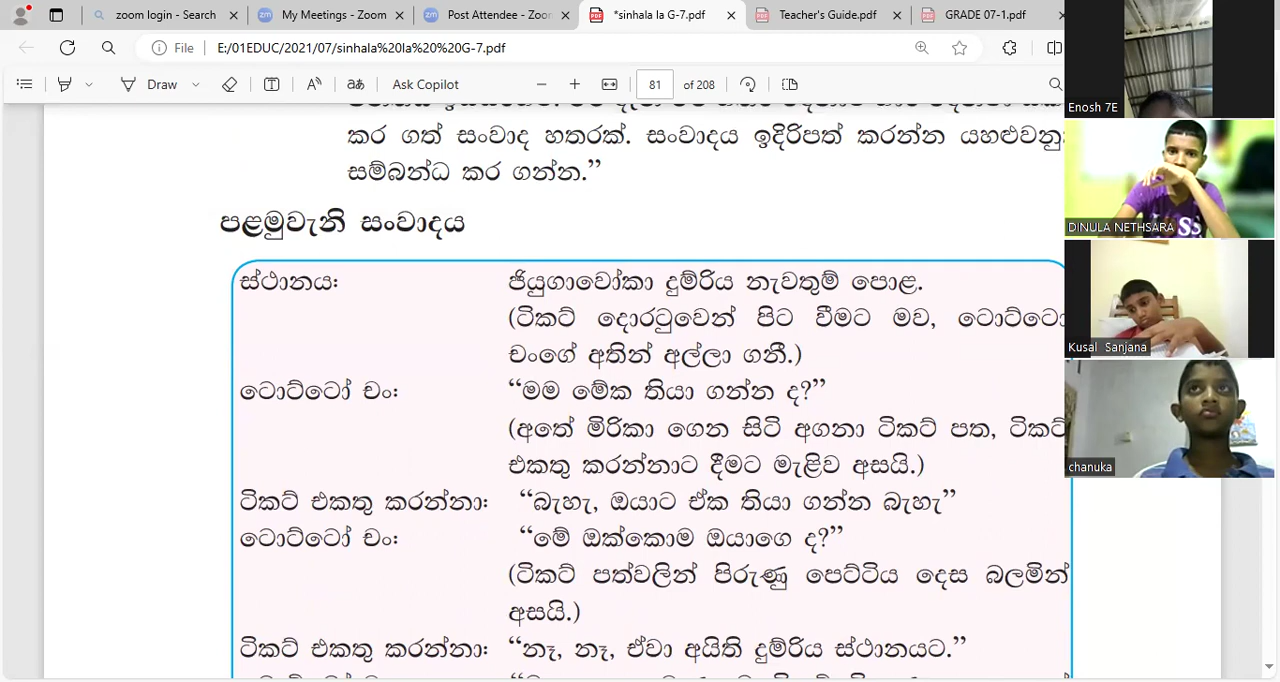 zoom login - Search
My Meetings - Zoom
Post Attendee - Zoo
*sinhala la G-7.pdf
Teacher's Guide.pdf
GRADE 07-1.pdf
File E:/01EDUC/2021/07/sinhala%20la%20%20G-7.pdf
Draw
Ask Copilot
81 of 208
කර ගත් සංවාද හතරක්. සංවාදය ඉදිරිපත් කරන්න යහළුවනු
සම්බන්ධ කර ගන්න.”
පළමුවැනි සංවාදය
ස්ථානය: ජියුගාවෝකා දුම්රිය නැවතුම් පොළ.
(ටිකට් දොරටුවෙන් පිට වීමට මව, ටොට්ටො
චංගේ අතින් අල්ලා ගනී.)
ටොට්ටෝ චං: “මම මේක තියා ගන්න ද?”
(අතේ මිරිකා ගෙන සිටි අගනා ටිකට් පත, ටිකට්
එකතු කරන්නාට දීමට මැළිව අසයි.)
ටිකට් එකතු කරන්නා: “බැහැ, ඔයාට ඒක තියා ගන්න බැහැ”
ටොට්ටෝ චං: “මේ ඔක්කොම ඔයාගෙ ද?”
(ටිකට් පත්වලින් පිරුණු පෙට්ටිය දෙස බලමින්
අසයි.)
ටිකට් එකතු කරන්නා: “නෑ, නෑ, ඒවා අයිති දුම්රිය ස්ථානයට.”
Enosh 7E
DINULA NETHSARA
Kusal Sanjana
chanuka